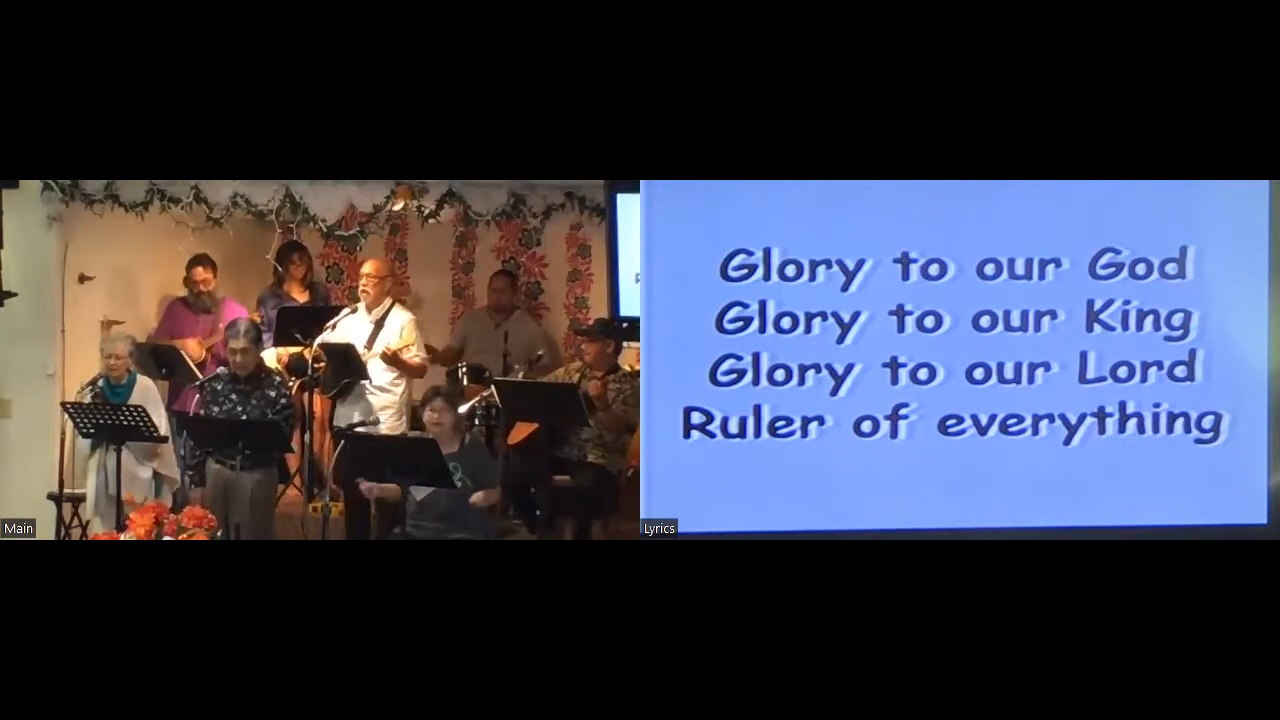 Main
Glory to our God
Glory to our King
Glory to our Lord
Ruler of everything
Lyrics